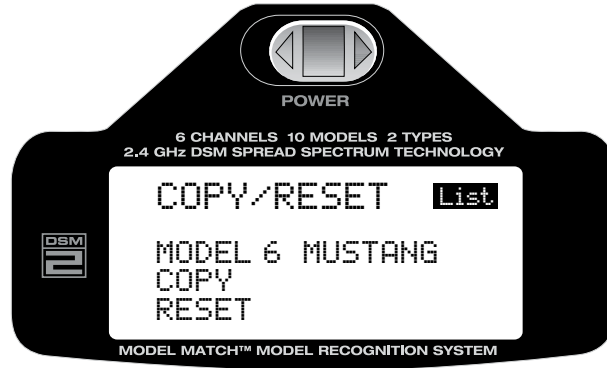 POWER
6 CHANNELS 10 MODELS 2 TYPES
2.4 GHz DSM SPREAD SPECTRUM TECHNOLOGY
COPY/RESET List
DSM
2
MODEL 6 MUSTANG
COPY
RESET
MODEL MATCH™ MODEL RECOGNITION SYSTEM